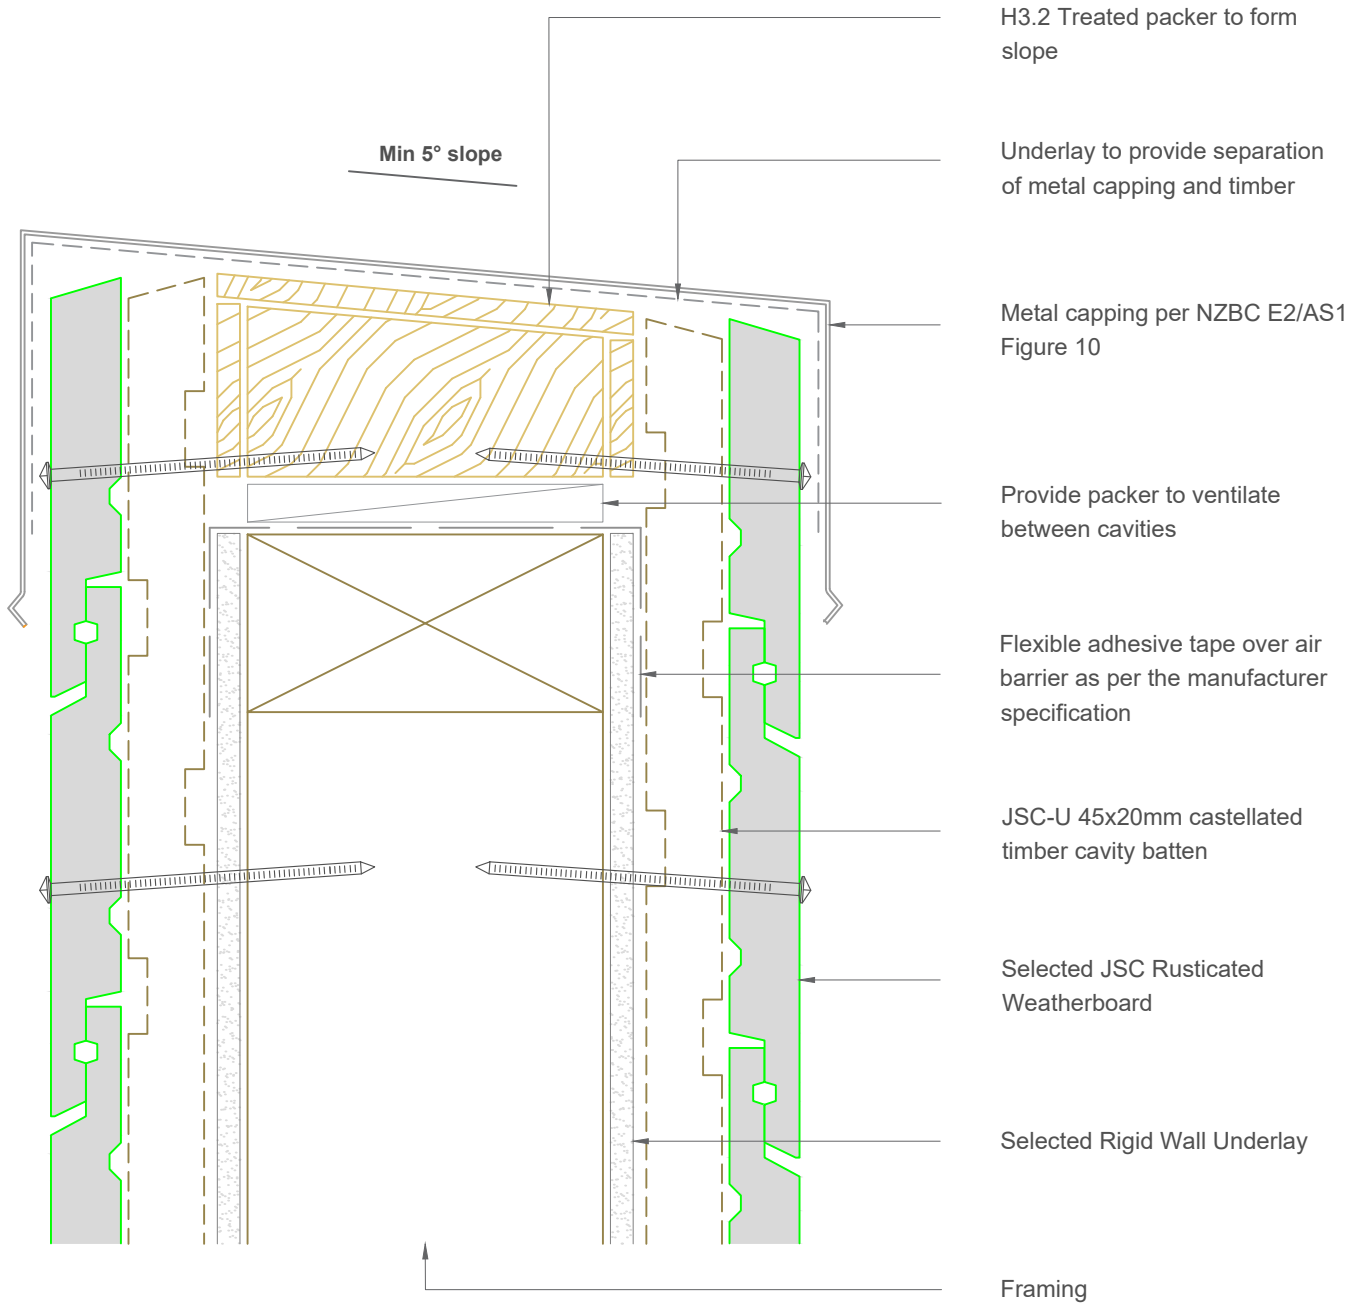 H3.2 Treated packer to form
slope
Min 5° slope
Underlay to provide separation
of metal capping and timber
Metal capping per NZBC E2/AS1
Figure 10
Provide packer to ventilate
between cavities
Flexible adhesive tape over air
barrier as per the manufacturer
specification
JSC-U 45x20mm castellated
timber cavity batten
Selected JSC Rusticated
Weatherboard
Selected Rigid Wall Underlay
Framing